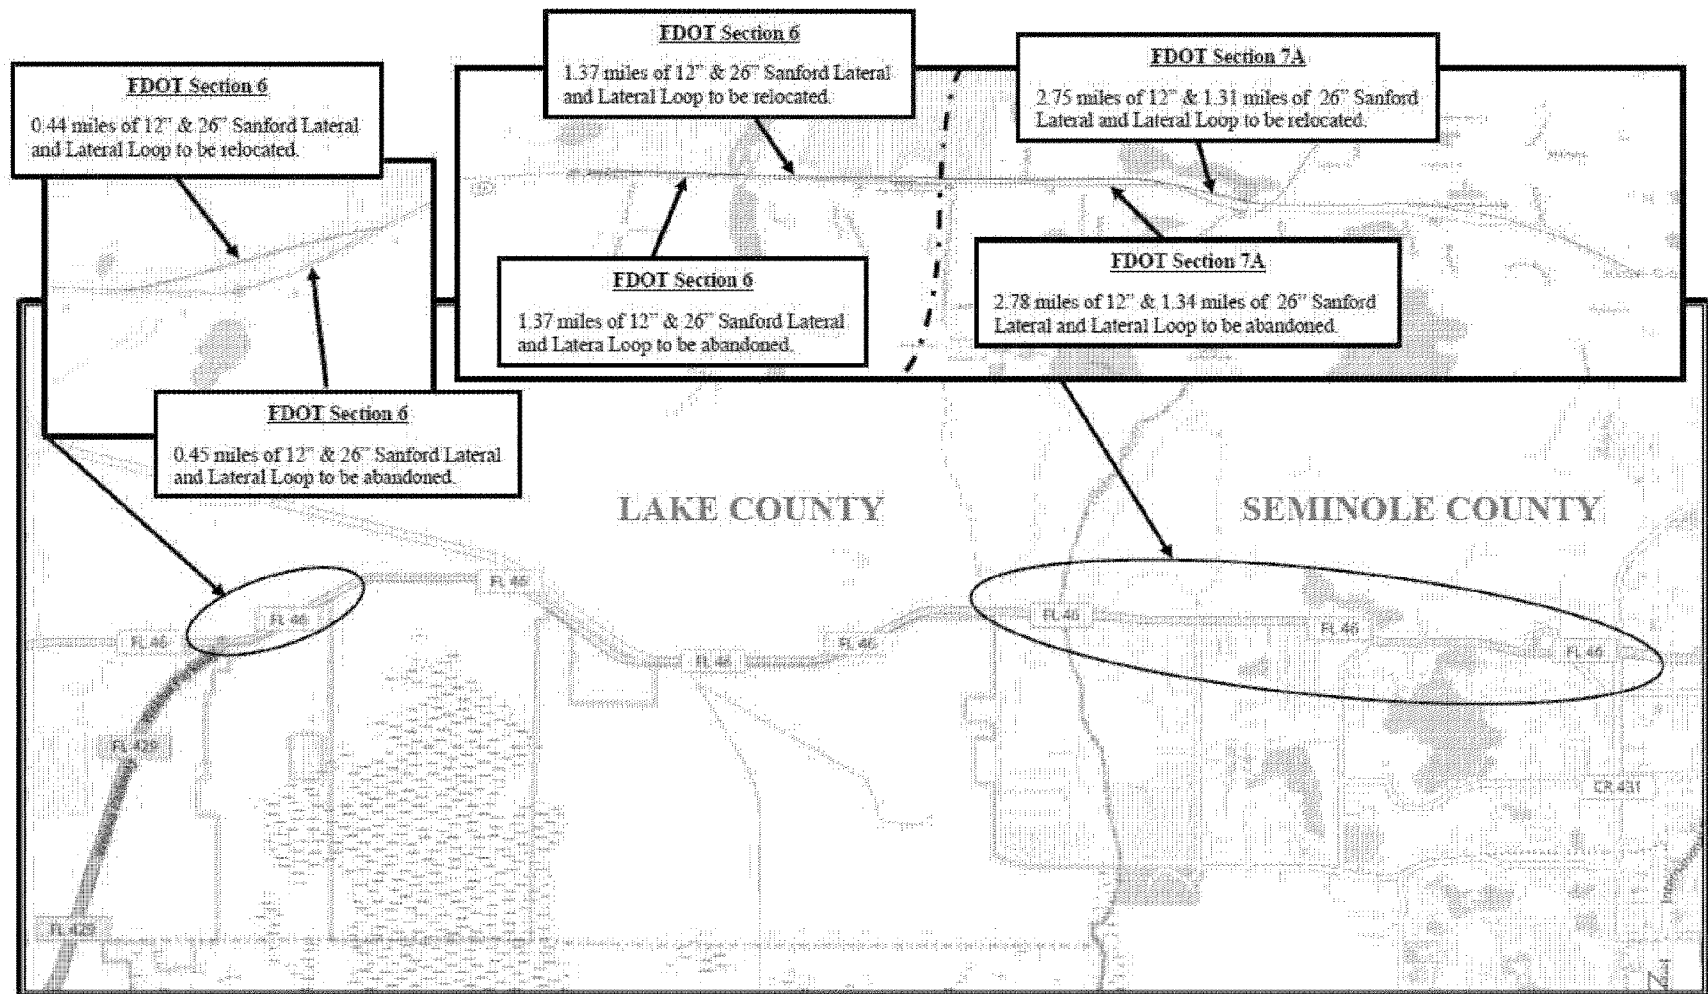 FDOT Section 6
0.44 miles of 12" & 26" Sanford Lateral
and Lateral Loop to be relocated.
FDOT Section 6
1.37 miles of 12" & 26" Sanford Lateral
and Lateral Loop to be relocated.
FDOT Section 7A
2.75 miles of 12" & 1.31 miles of 26" Sanford
Lateral and Lateral Loop to be relocated.
FDOT Section 6
1.37 miles of 12" & 26" Sanford Lateral
and Latera Loop to be abandoned.
FDOT Section 7A
2.78 miles of 12" & 1.34 miles of 26" Sanford
Lateral and Lateral Loop to be abandoned.
FDOT Section 6
0.45 miles of 12" & 26" Sanford Lateral
and Lateral Loop to be abandoned.
LAKE COUNTY
SEMINOLE COUNTY
FL 46
FL 46
FL 46
FL 46
FL 46
FL 46
FL 46
FL 46
FL 429
CR 431
FL 429